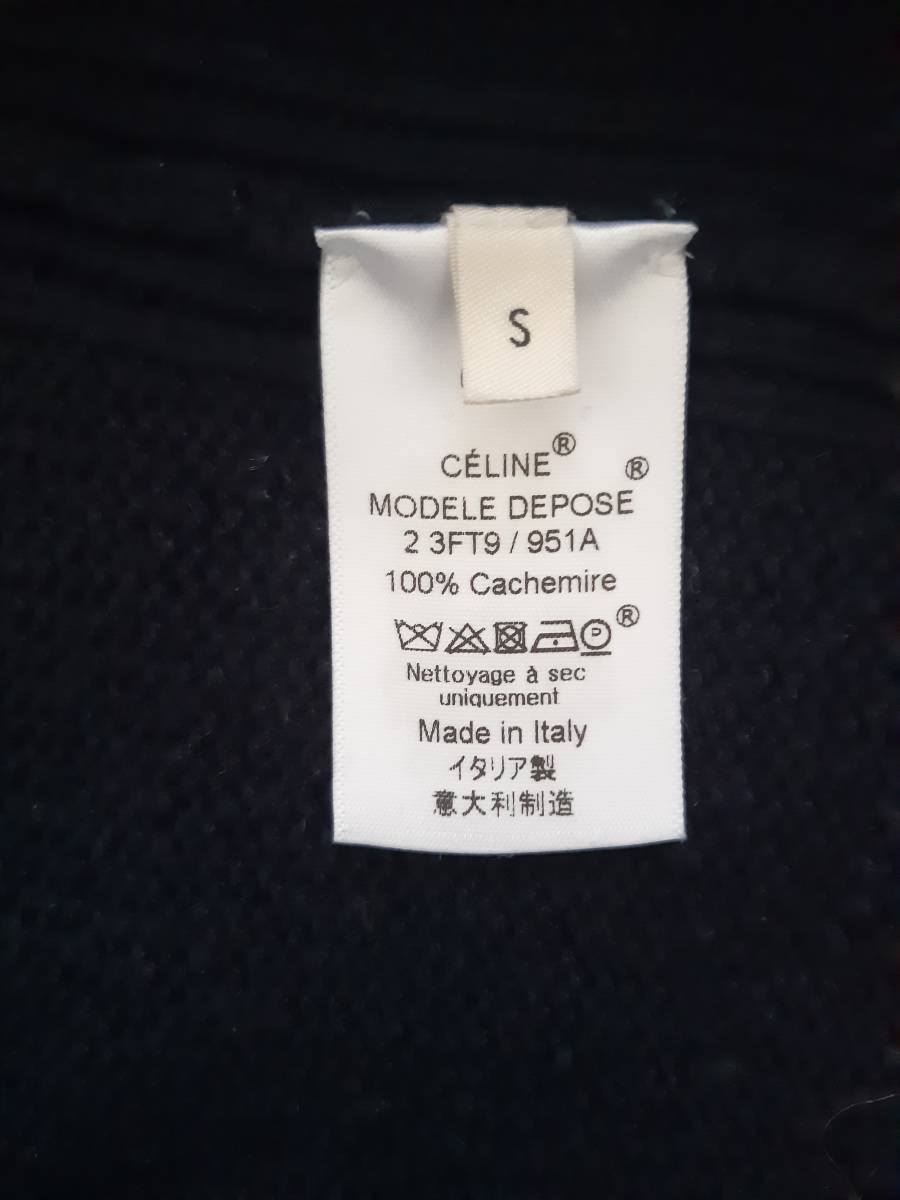 S
CÉLINE®
MODELE DEPOSE®
2 3FT9 / 951A
100% Cachemire
P ®
Nettoyage à sec
uniquement
Made in Italy
イタリア製
意大利制造